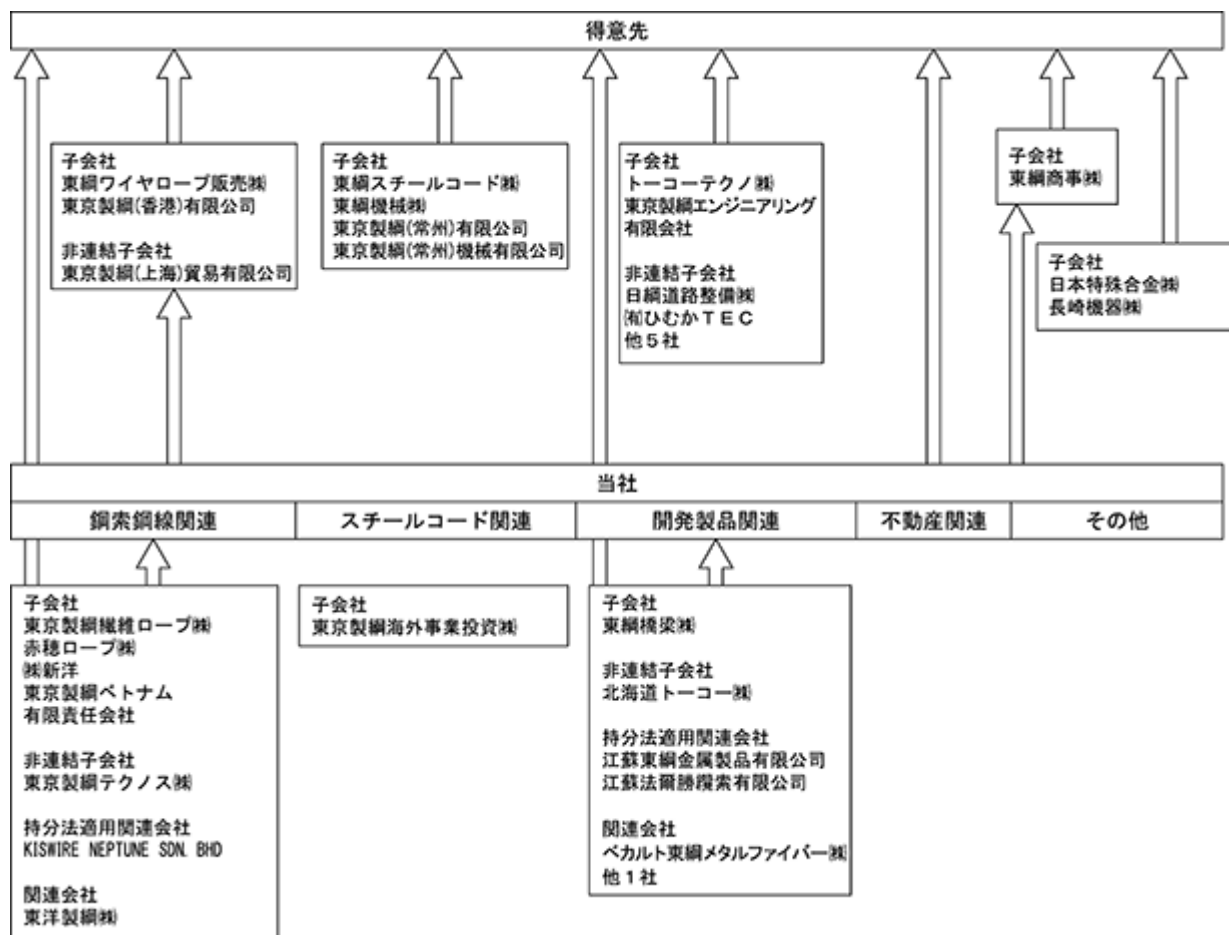 得意先
子会社
東綱ワイヤロープ販売㈱
東京製綱(香港)有限公司
非連結子会社
東京製綱(上海)貿易有限公司
子会社
東綱スチールコード㈱
東綱機械㈱
東京製綱(常州)有限公司
東京製綱(常州)機械有限公司
子会社
トーコーテクノ㈱
東京製綱エンジニアリング
有限会社
非連結子会社
日綱道路整備㈱
㈲ひむかTEC
他5社
子会社
東綱商事㈱
子会社
日本特殊合金㈱
長崎機器㈱
当社
鋼索鋼線関連
スチールコード関連
開発製品関連
不動産関連
その他
子会社
東京製綱繊維ロープ㈱
赤穂ロープ㈱
㈱新洋
東京製綱ベトナム
有限責任会社
非連結子会社
東京製綱テクノス㈱
持分法適用関連会社
KISWIRE NEPTUNE SDN. BHD
関連会社
東洋製綱㈱
子会社
東京製綱海外事業投資㈱
子会社
東綱橋梁㈱
非連結子会社
北海道トーコー㈱
持分法適用関連会社
江蘇東綱金属製品有限公司
江蘇法爾勝纜索有限公司
関連会社
ベカルト東綱メタルファイバー㈱
他1社